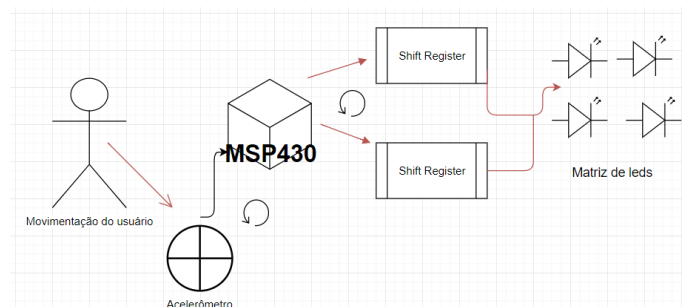 Shift Register
MSP430
Shift Register
Matriz de leds
Movimentação do usuário
Acelerômetro